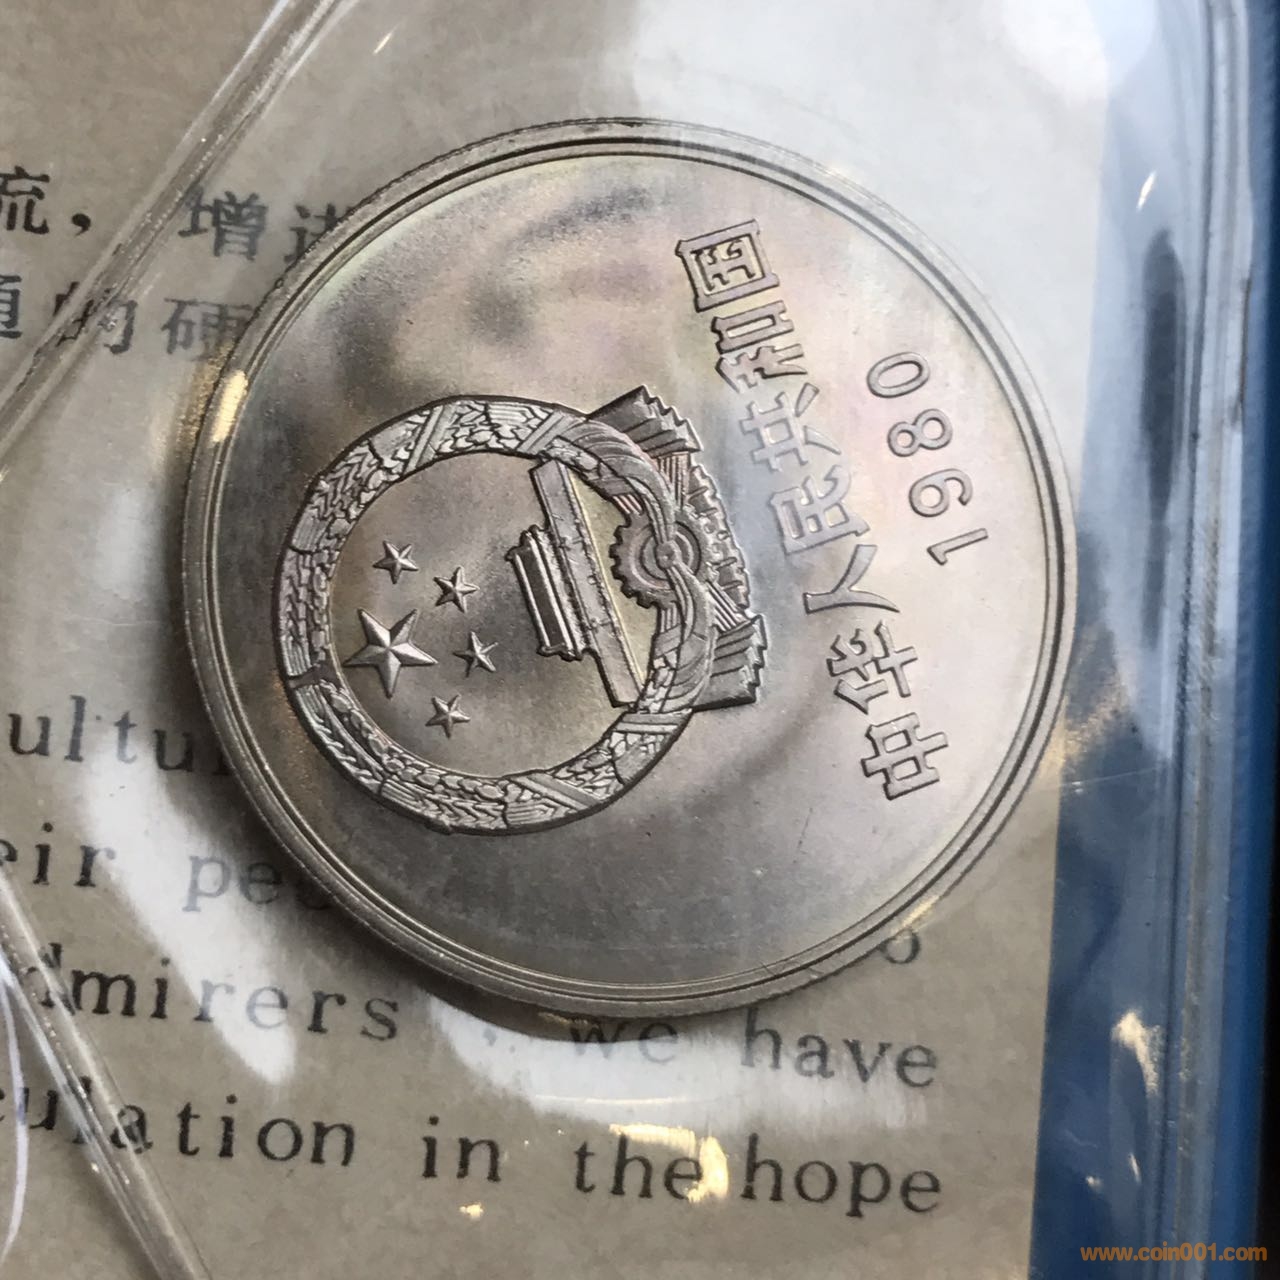 流，增进
的硬
中华人民共和国
1980
ultu
eir pe
o
dmirers, we have
culation in the hope
www.coin001.com